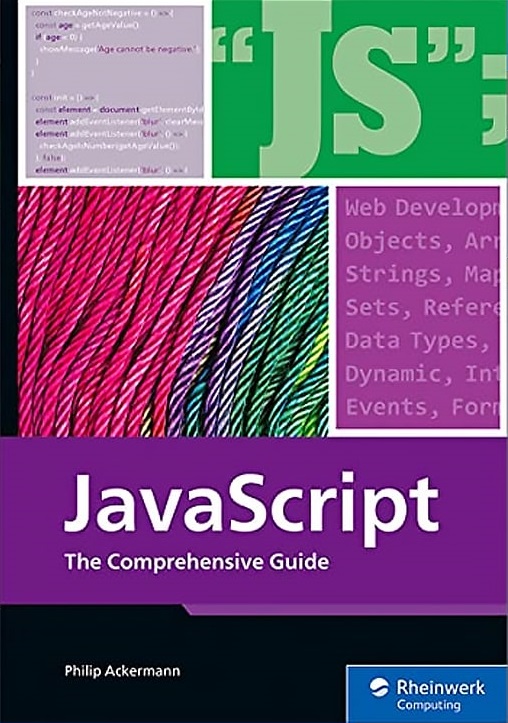 const checkAgeNotNegative = () => {
const age = getAgeValue()
if (age < 0) {
showMessage('Age cannot be negative.');
}
}
const init = () => {
const element = document.getElementById
element.addEventListener('blur', clearMess
element.addEventListener('blur', () => {
checkAgeIsNumber(getAgeValue());
}, false);
element.addEventListener('blur', () => {
“JS”;
Web Developm
Objects, Arr
Strings, Map
Sets, Refere
Data Types,
Dynamic, Int
Events, Form
JavaScript
The Comprehensive Guide
Philip Ackermann
Rheinwerk
Computing